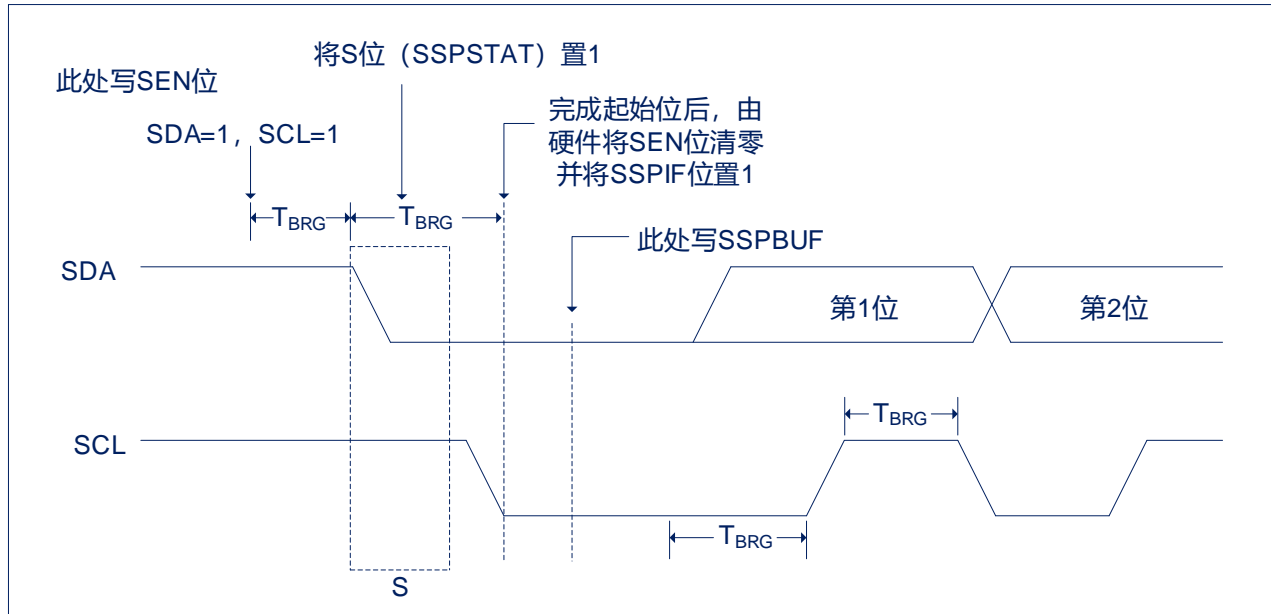 将S位（SSPSTAT）置1
此处写SEN位
SDA=1，SCL=1
完成起始位后，由
硬件将SEN位清零
并将SSPIF位置1
TBRG
TBRG
此处写SSPBUF
SDA
第1位
第2位
TBRG
SCL
TBRG
S